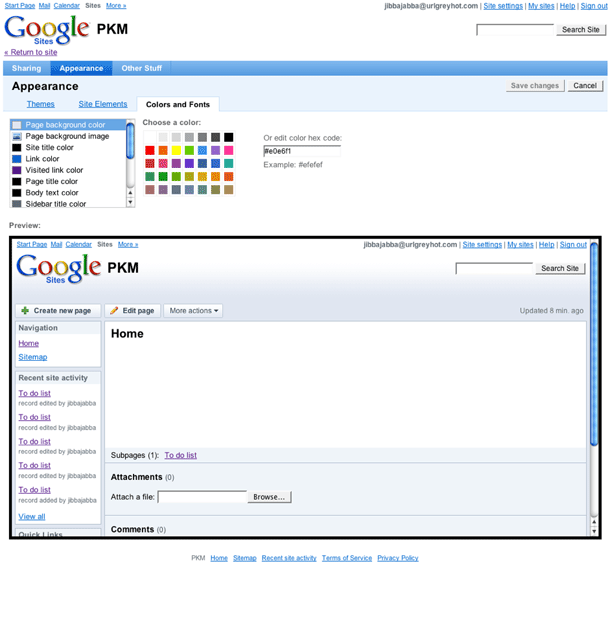 Start Page Mail Calendar Sites More » jibbajabba@urlgreyhot.com | Site settings | My sites | Help | Sign out
Google Sites PKM Search Site
« Return to site
Sharing Appearance Other Stuff
Appearance Save changes Cancel
Themes Site Elements Colors and Fonts
Choose a color:
Page background color
Page background image
Site title color
Link color
Visited link color
Page title color
Body text color
Sidebar title color
Or edit color hex code:
#e0e6f1
Example: #efefef
Preview:
Start Page Mail Calendar Sites More » jibbajabba@urlgreyhot.com | Site settings | My sites | Help | Sign out
Google Sites PKM Search Site
Create new page Edit page More actions Updated 8 min. ago
Navigation
Home
Sitemap
Recent site activity
To do list
record edited by jibbajabba
To do list
record edited by jibbajabba
To do list
record edited by jibbajabba
To do list
record edited by jibbajabba
To do list
record added by jibbajabba
View all
Quick Links
Home
Subpages (1): To do list
Attachments (0)
Attach a file: Browse...
Comments (0)
PKM Home Sitemap Recent site activity Terms of Service Privacy Policy